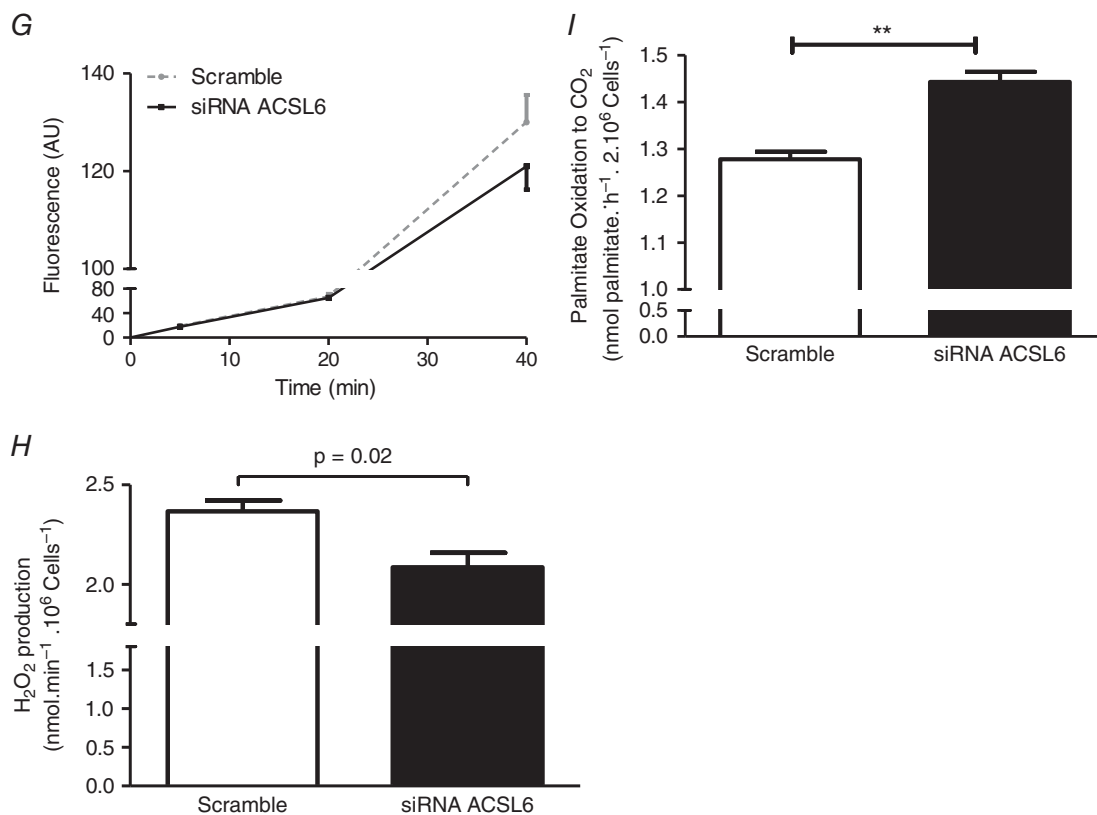 G
140
120
100
80
40
0
Fluorescence (AU)
Scramble
siRNA ACSL6
0 10 20 30 40
Time (min)
I
**
1.5
1.4
1.3
1.2
1.1
1.0
0.5
0.0
Palmitate Oxidation to CO₂
(nmol palmitate.˙h⁻¹. 2.10⁶ Cells⁻¹)
Scramble siRNA ACSL6
H
p = 0.02
2.5
2.0
1.5
1.0
0.5
0.0
H₂O₂ production
(nmol.min⁻¹ .10⁶ Cells⁻¹)
Scramble siRNA ACSL6